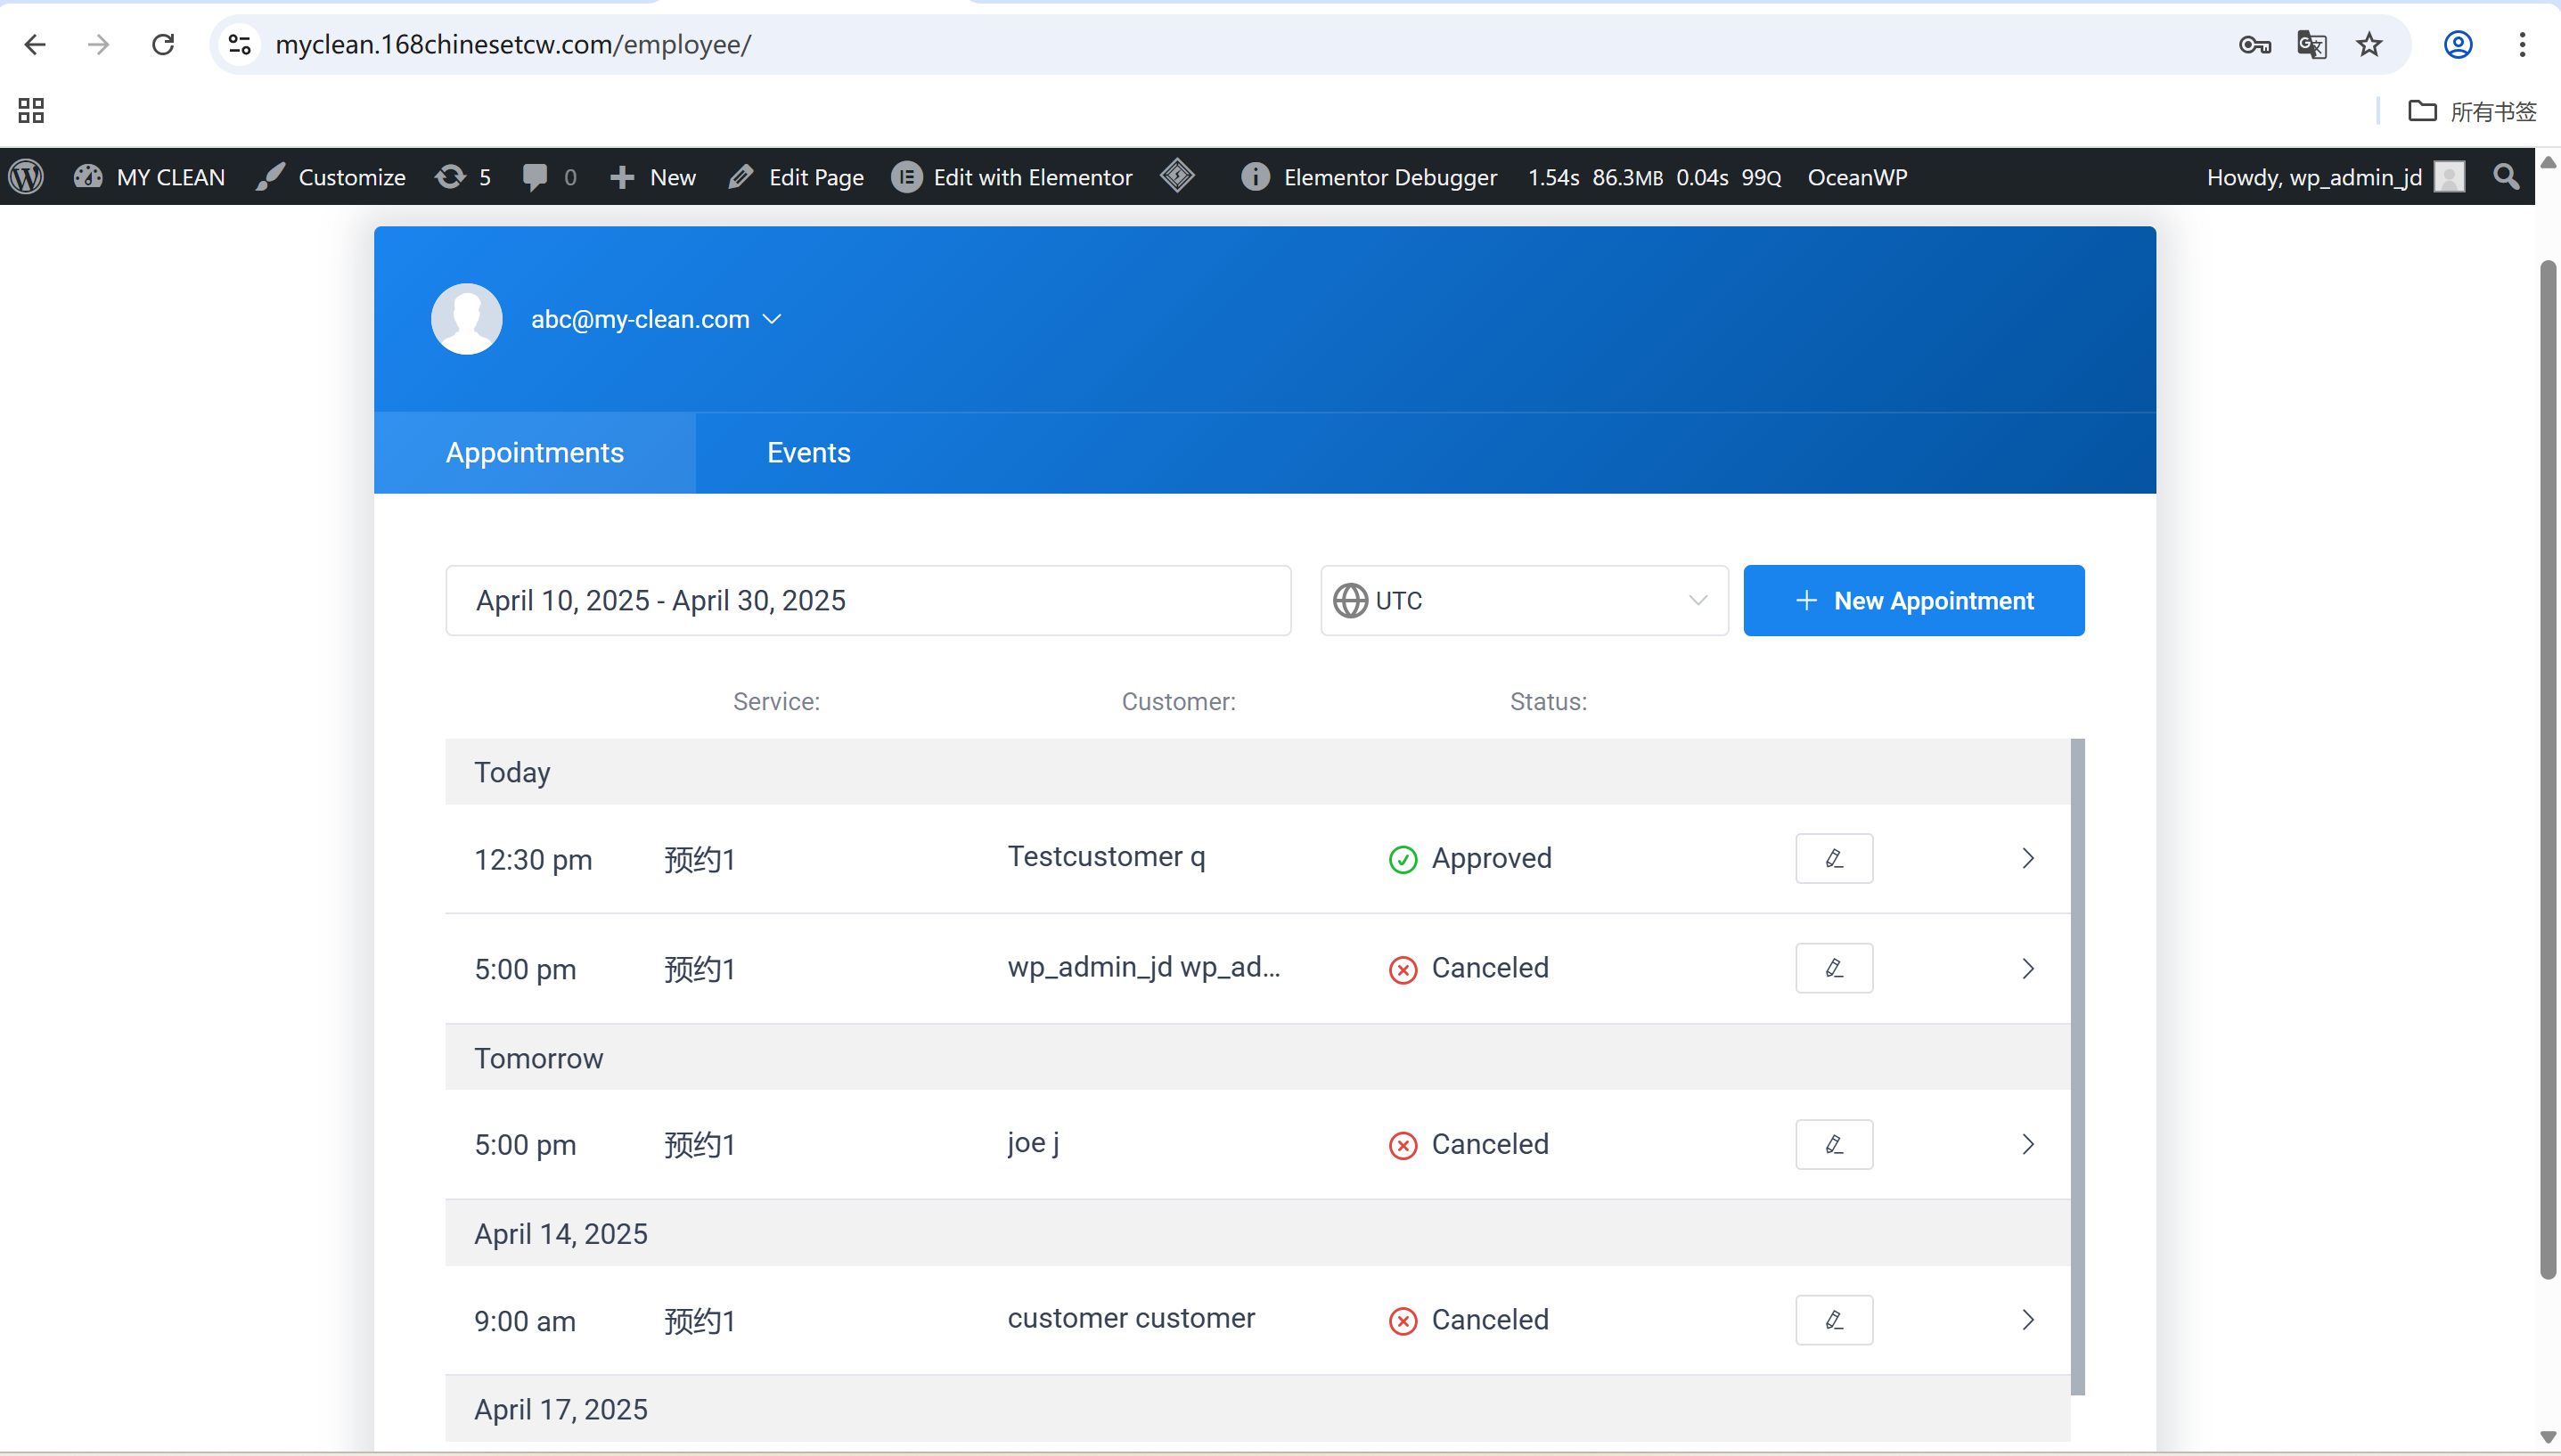 myclean.168chinesetcw.com/employee/
所有书签
MY CLEAN Customize 5 0 New Edit Page Edit with Elementor Elementor Debugger 1.54s 86.3MB 0.04s 99Q OceanWP Howdy, wp_admin_jd
abc@my-clean.com
Appointments Events
April 10, 2025 - April 30, 2025 UTC New Appointment
Service: Customer: Status:
Today
12:30 pm 预约1 Testcustomer q Approved
5:00 pm 预约1 wp_admin_jd wp_ad... Canceled
Tomorrow
5:00 pm 预约1 joe j Canceled
April 14, 2025
9:00 am 预约1 customer customer Canceled
April 17, 2025